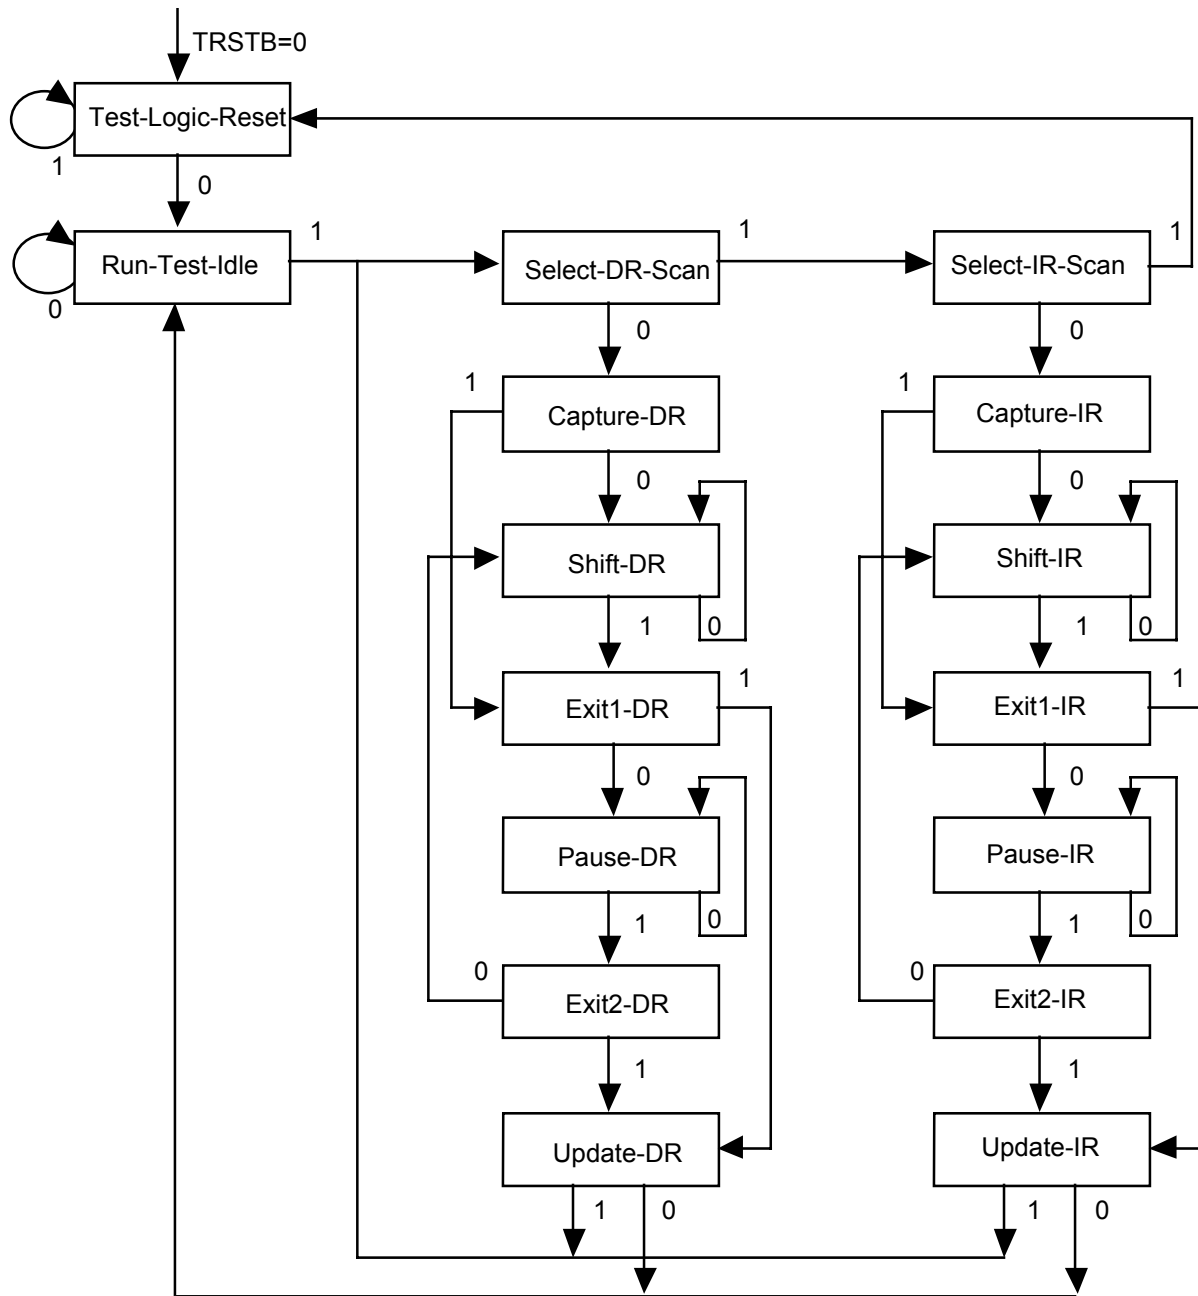 TRSTB=0
Test-Logic-Reset
1
0
Run-Test-Idle
0
1
Select-DR-Scan
1
Select-IR-Scan
1
0
0
1
Capture-DR
1
Capture-IR
0
0
Shift-DR
Shift-IR
1
0
1
0
Exit1-DR
1
Exit1-IR
1
0
0
Pause-DR
Pause-IR
1
0
1
0
0
Exit2-DR
0
Exit2-IR
1
1
Update-DR
Update-IR
1
0
1
0